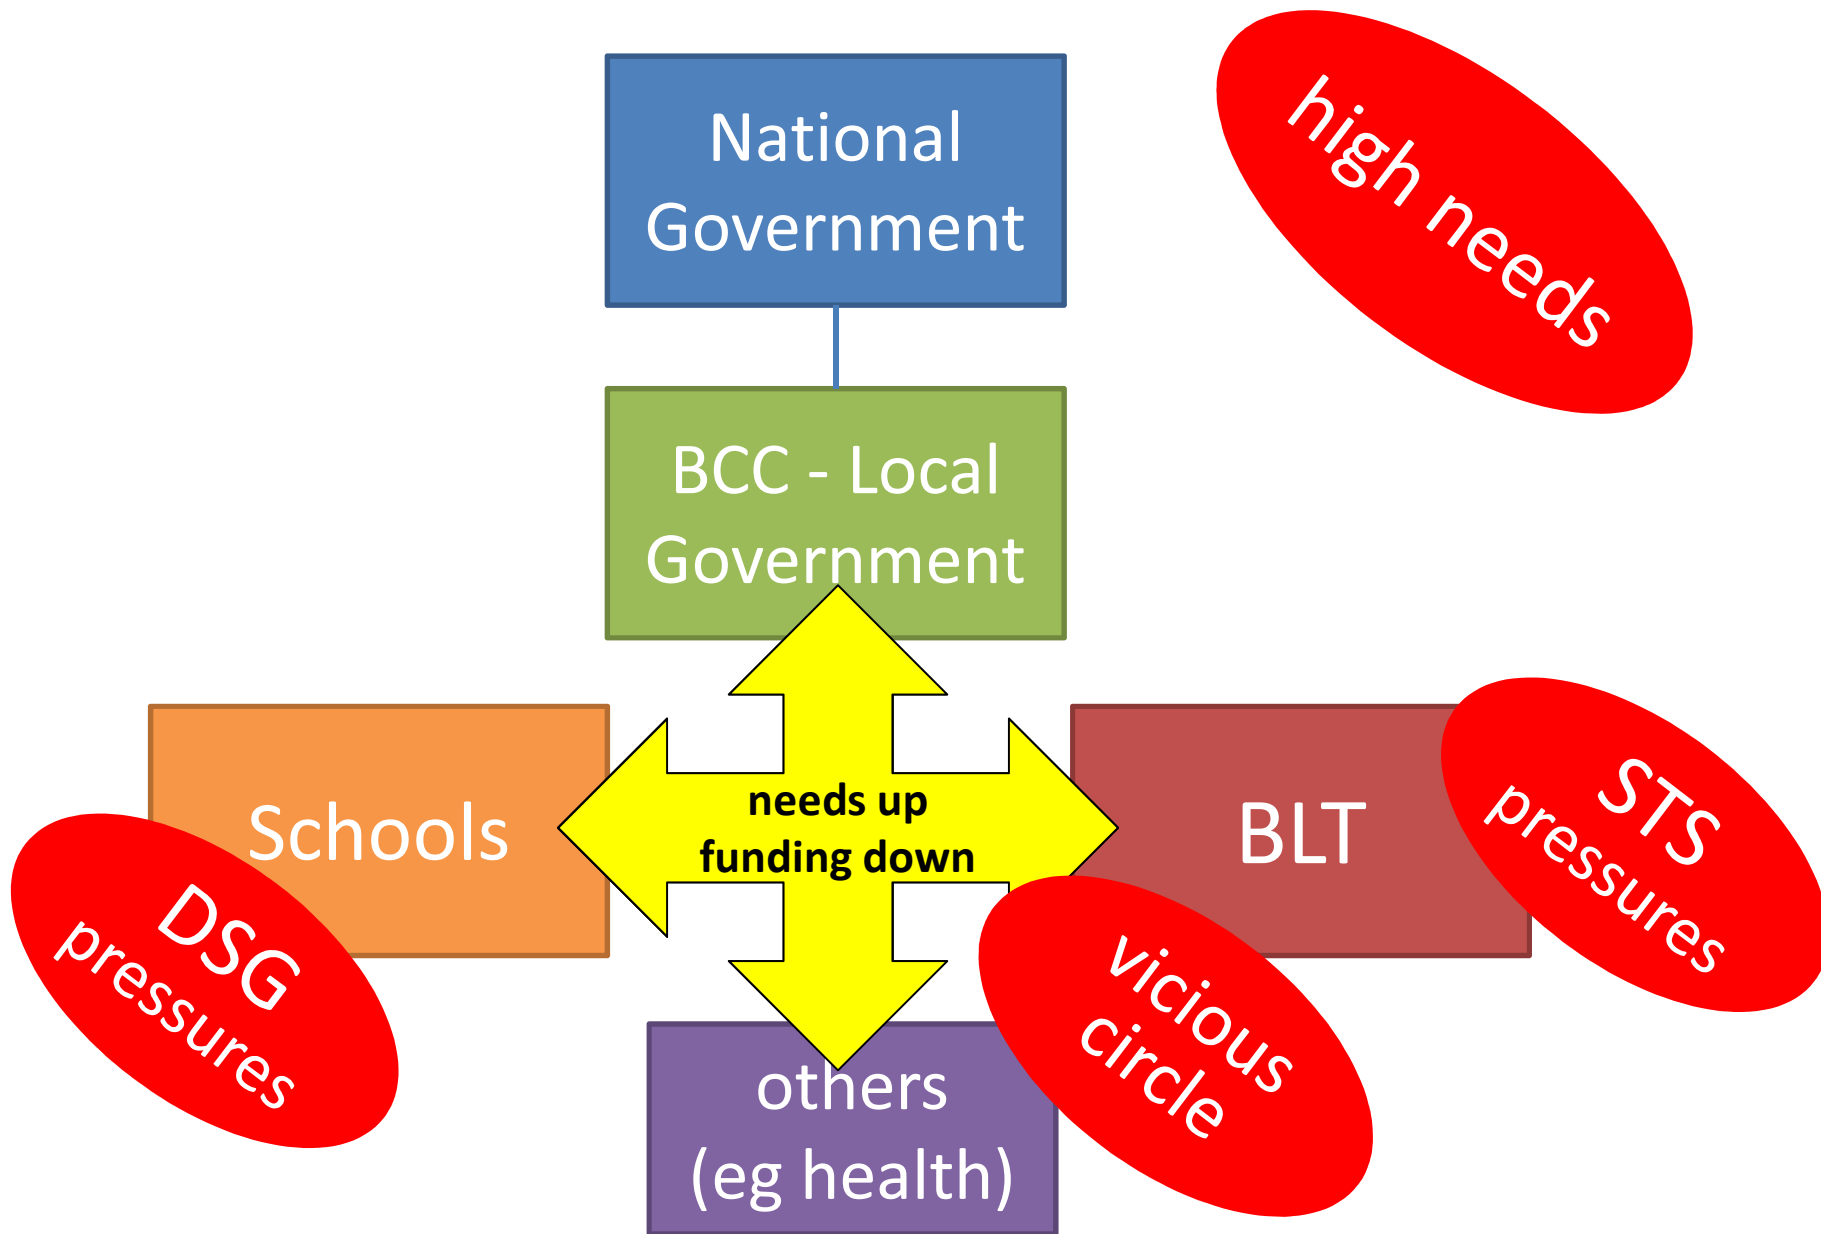 National
Government
high needs
BCC - Local
Government
Schools
needs up
funding down
BLT
STS
pressures
DSG
pressures
vicious
circle
others
(eg health)